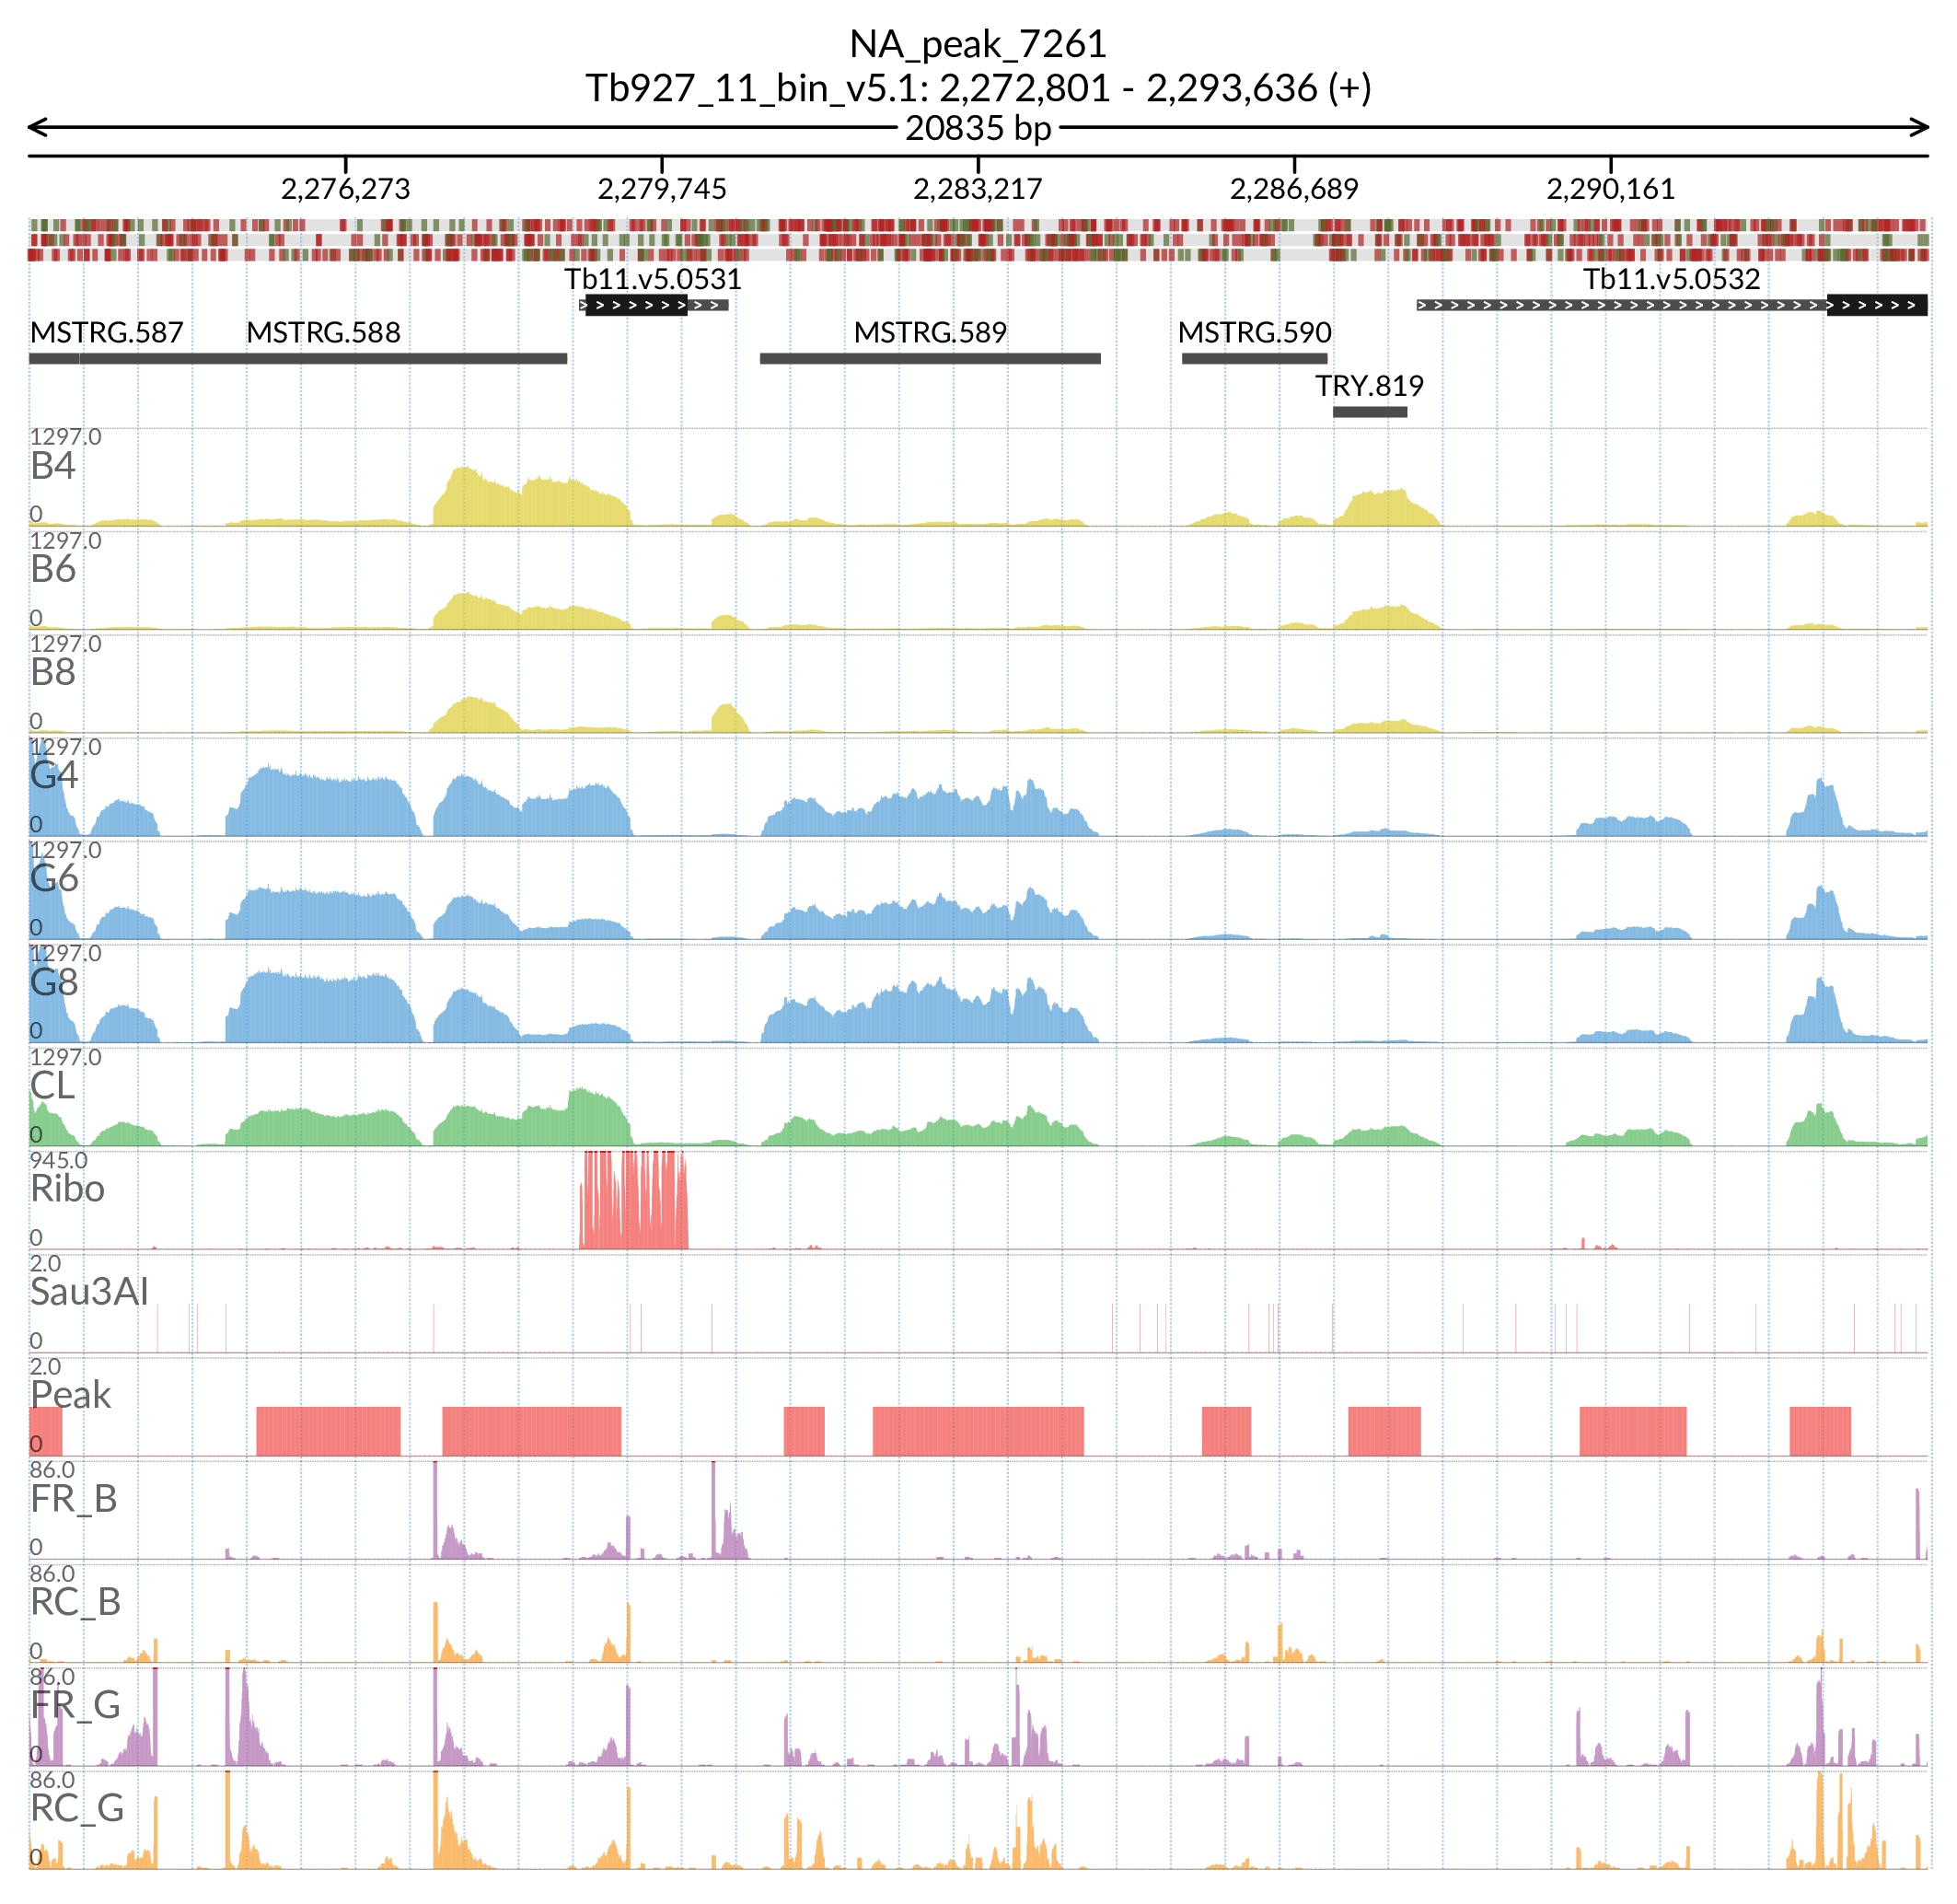 NA_peak_7261
Tb927_11_bin_v5.1: 2,272,801 - 2,293,636 (+)
20835 bp
2,276,273 2,279,745 2,283,217 2,286,689 2,290,161
Tb11.v5.0531 Tb11.v5.0532
MSTRG.587 MSTRG.588 MSTRG.589 MSTRG.590
TRY.819
1297.0
B4
0
1297.0
B6
0
1297.0
B8
0
1297.0
G4
0
1297.0
G6
0
1297.0
G8
0
1297.0
CL
0
945.0
Ribo
0
2.0
Sau3AI
0
2.0
Peak
0
86.0
FR_B
0
86.0
RC_B
0
86.0
FR_G
0
86.0
RC_G
0